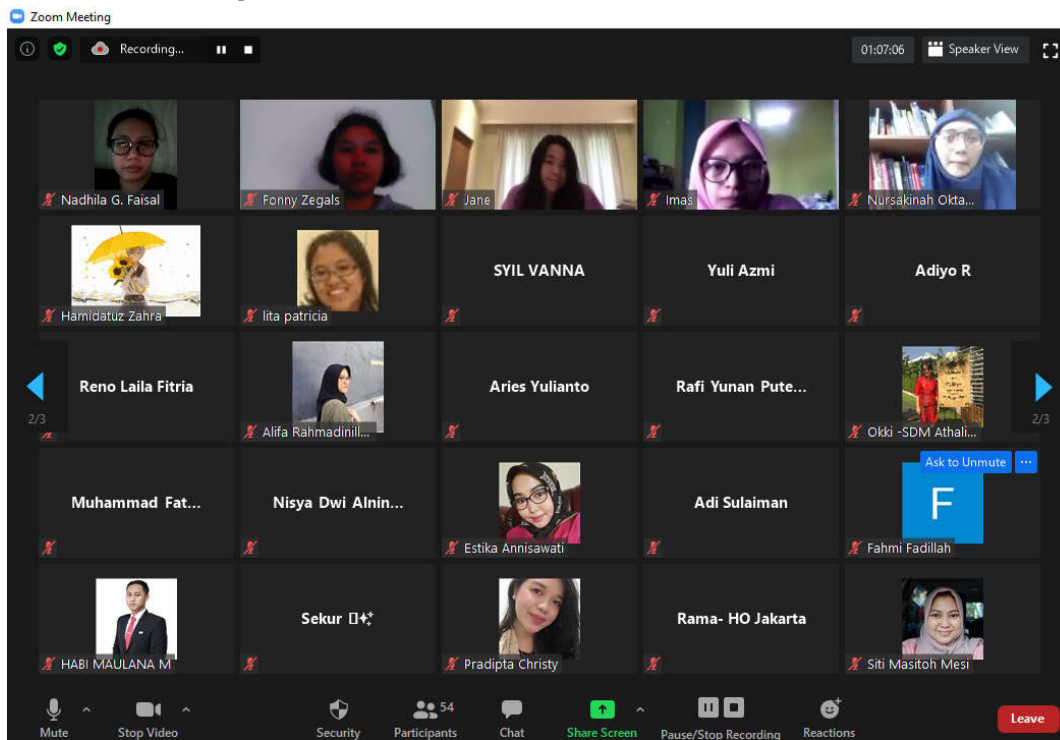 Zoom Meeting
Recording...
01:07:06 Speaker View
Nadhila G. Faisal
Fonny Zegals
Jane
Imas
Nursakinah Okta...
Hamidatuz Zahra
lita patricia
SYIL VANNA
Yuli Azmi
Adiyo R
Reno Laila Fitria
Alifa Rahmadinill...
Aries Yulianto
Rafi Yunan Pute...
Okki -SDM Athali...
2/3
2/3
Muhammad Fat...
Nisya Dwi Alnin...
Estika Annisawati
Adi Sulaiman
Ask to Unmute ...
F
Fahmi Fadillah
HABI MAULANA M
Sekur
Pradipta Christy
Rama- HO Jakarta
Siti Masitoh Mesi
Mute
Stop Video
Security
54
Participants
Chat
Share Screen
Pause/Stop Recording
Reactions
Leave